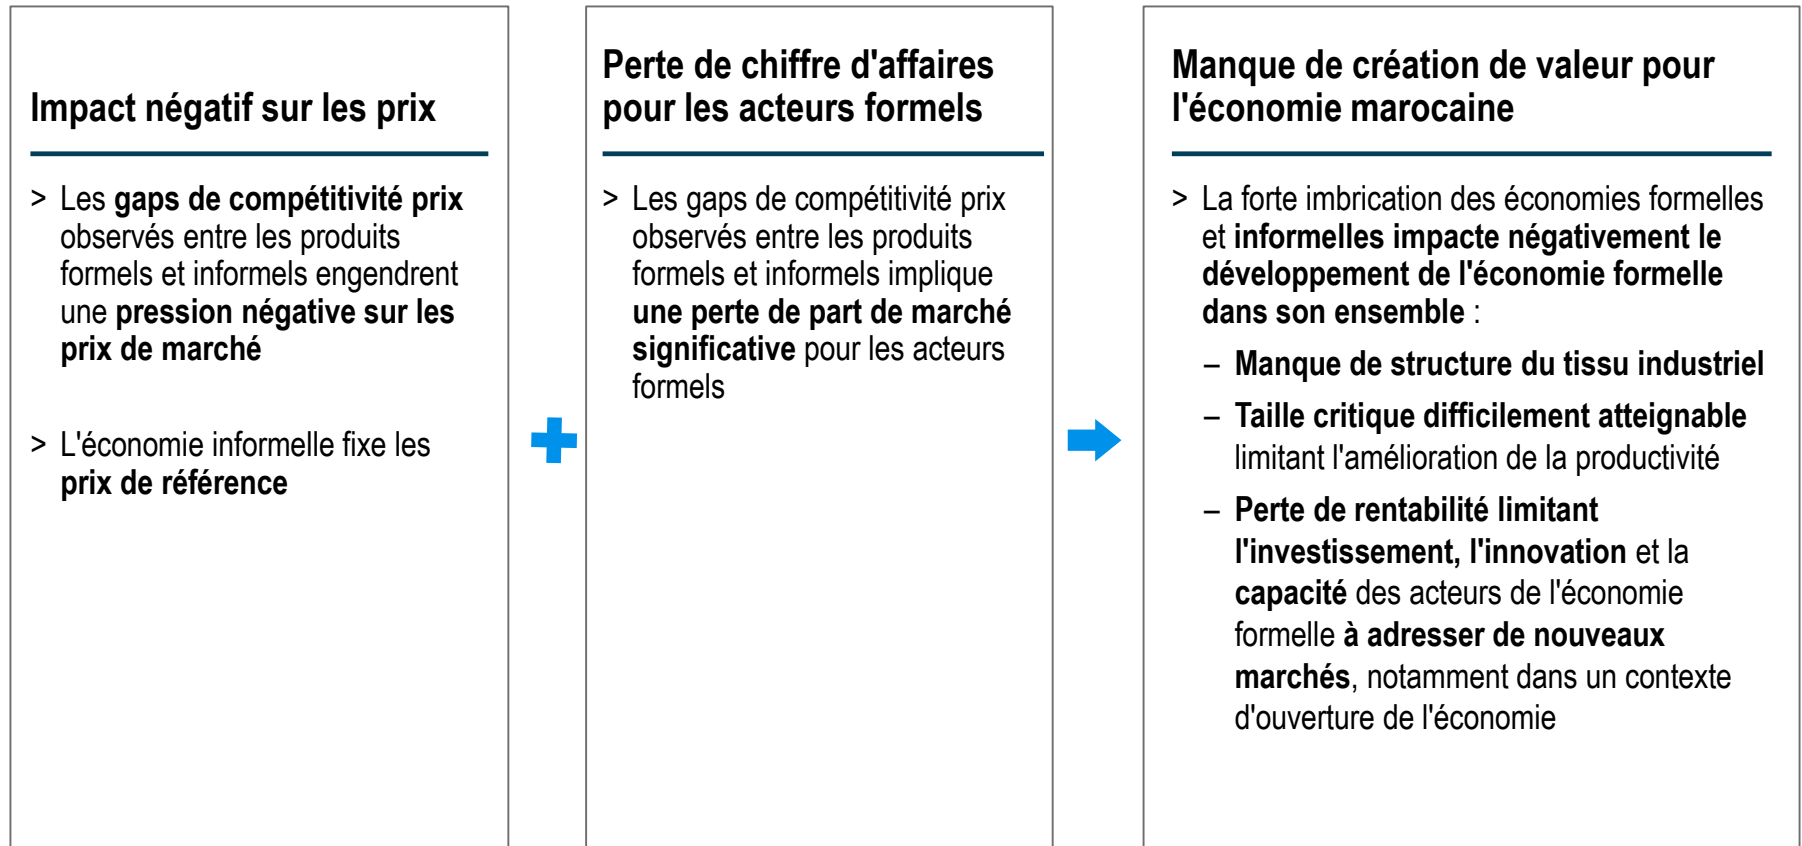 Impact négatif sur les prix
> Les gaps de compétitivité prix
observés entre les produits
formels et informels engendrent
une pression négative sur les
prix de marché
> L'économie informelle fixe les
prix de référence
Perte de chiffre d'affaires
pour les acteurs formels
> Les gaps de compétitivité prix
observés entre les produits
formels et informels implique
une perte de part de marché
significative pour les acteurs
formels
Manque de création de valeur pour
l'économie marocaine
> La forte imbrication des économies formelles
et informelles impacte négativement le
développement de l'économie formelle
dans son ensemble :
– Manque de structure du tissu industriel
– Taille critique difficilement atteignable
limitant l'amélioration de la productivité
– Perte de rentabilité limitant
l'investissement, l'innovation et la
capacité des acteurs de l'économie
formelle à adresser de nouveaux
marchés, notamment dans un contexte
d'ouverture de l'économie